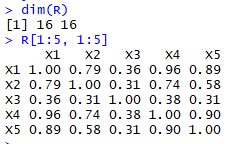 > dim(R)
[1] 16 16
> R[1:5, 1:5]
X1 X2 X3 X4 X5
X1 1.00 0.79 0.36 0.96 0.89
X2 0.79 1.00 0.31 0.74 0.58
X3 0.36 0.31 1.00 0.38 0.31
X4 0.96 0.74 0.38 1.00 0.90
X5 0.89 0.58 0.31 0.90 1.00